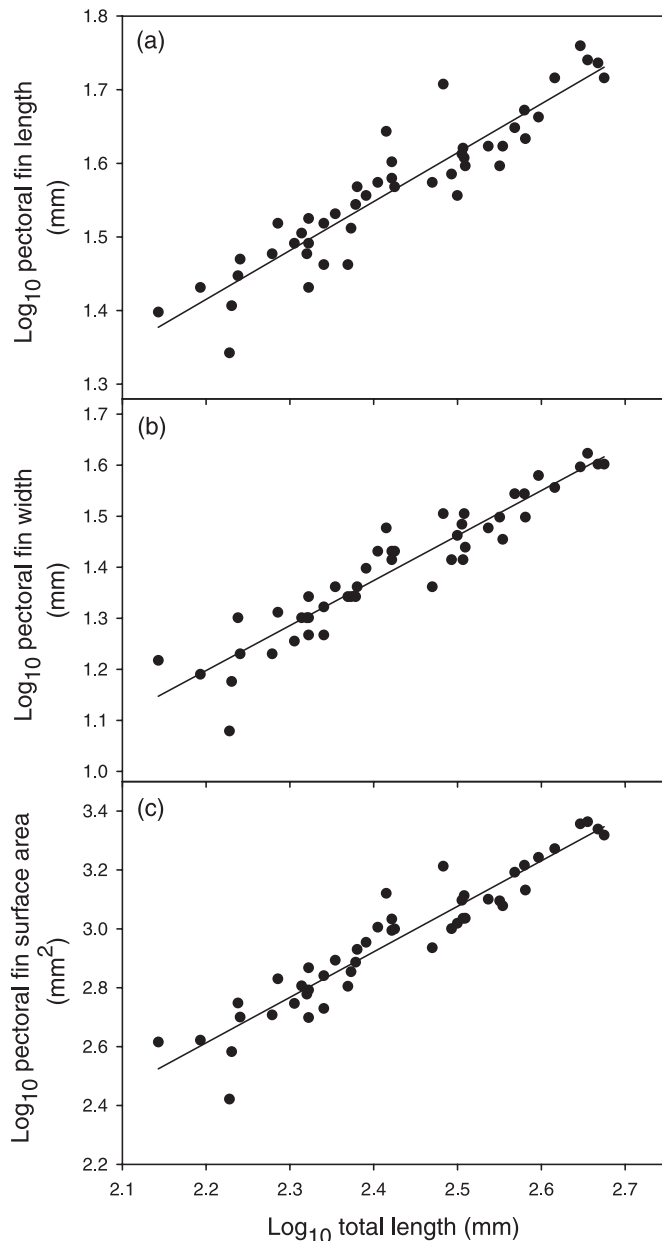 (a)
Log10 pectoral fin length
(mm)
1.8
1.7
1.6
1.5
1.4
1.3
(b)
Log10 pectoral fin width
(mm)
1.7
1.6
1.5
1.4
1.3
1.2
1.1
1.0
(c)
Log10 pectoral fin surface area
(mm²)
3.4
3.2
3.0
2.8
2.6
2.4
2.2
2.1 2.2 2.3 2.4 2.5 2.6 2.7
Log10 total length (mm)